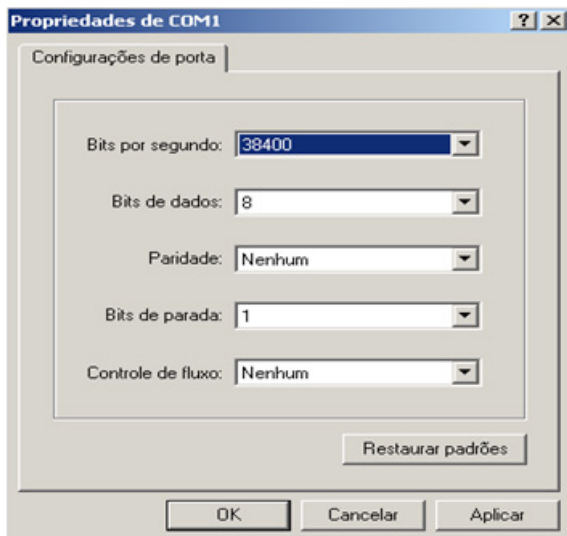 Propriedades de COM1
Configurações de porta
Bits por segundo: 38400
Bits de dados: 8
Paridade: Nenhum
Bits de parada: 1
Controle de fluxo: Nenhum
Restaurar padrões
OK Cancelar Aplicar